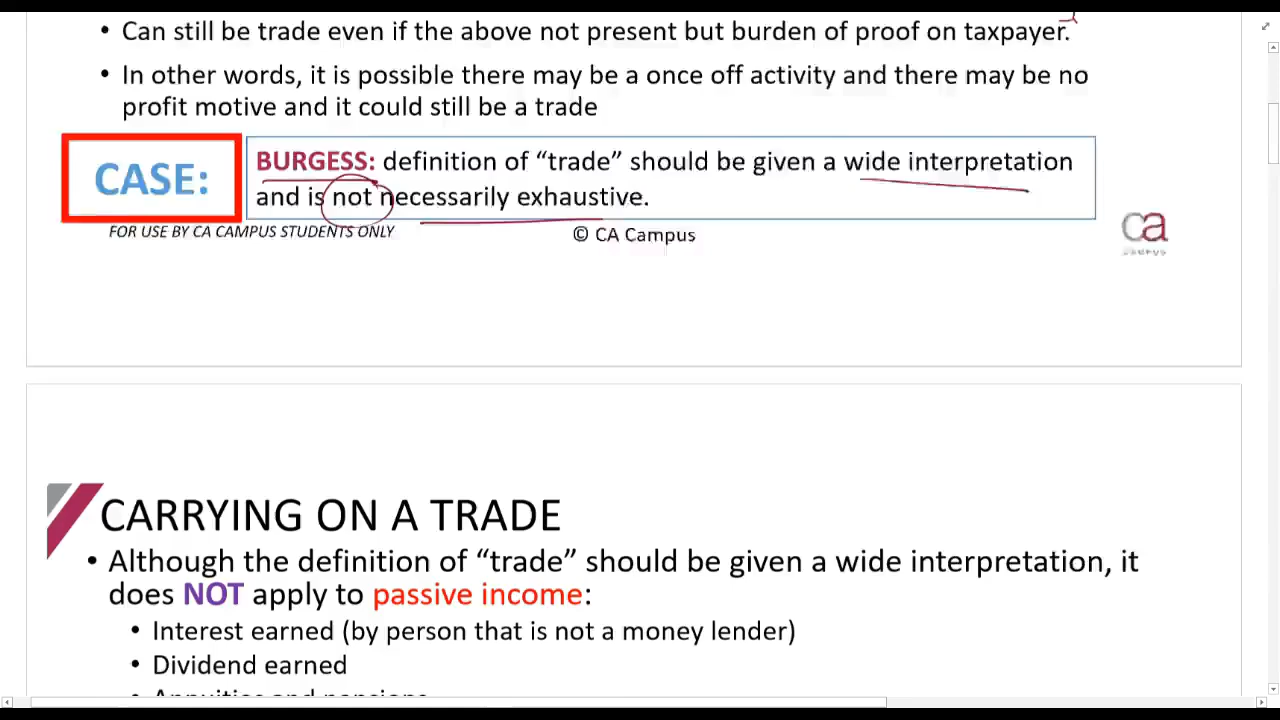 • Can still be trade even if the above not present but burden of proof on taxpayer.
• In other words, it is possible there may be a once off activity and there may be no
profit motive and it could still be a trade
CASE:
BURGESS: definition of “trade” should be given a wide interpretation
and is not necessarily exhaustive.
FOR USE BY CA CAMPUS STUDENTS ONLY
© CA Campus
ca
campus
CARRYING ON A TRADE
• Although the definition of “trade” should be given a wide interpretation, it
does NOT apply to passive income:
• Interest earned (by person that is not a money lender)
• Dividend earned
• Annuities and pensions